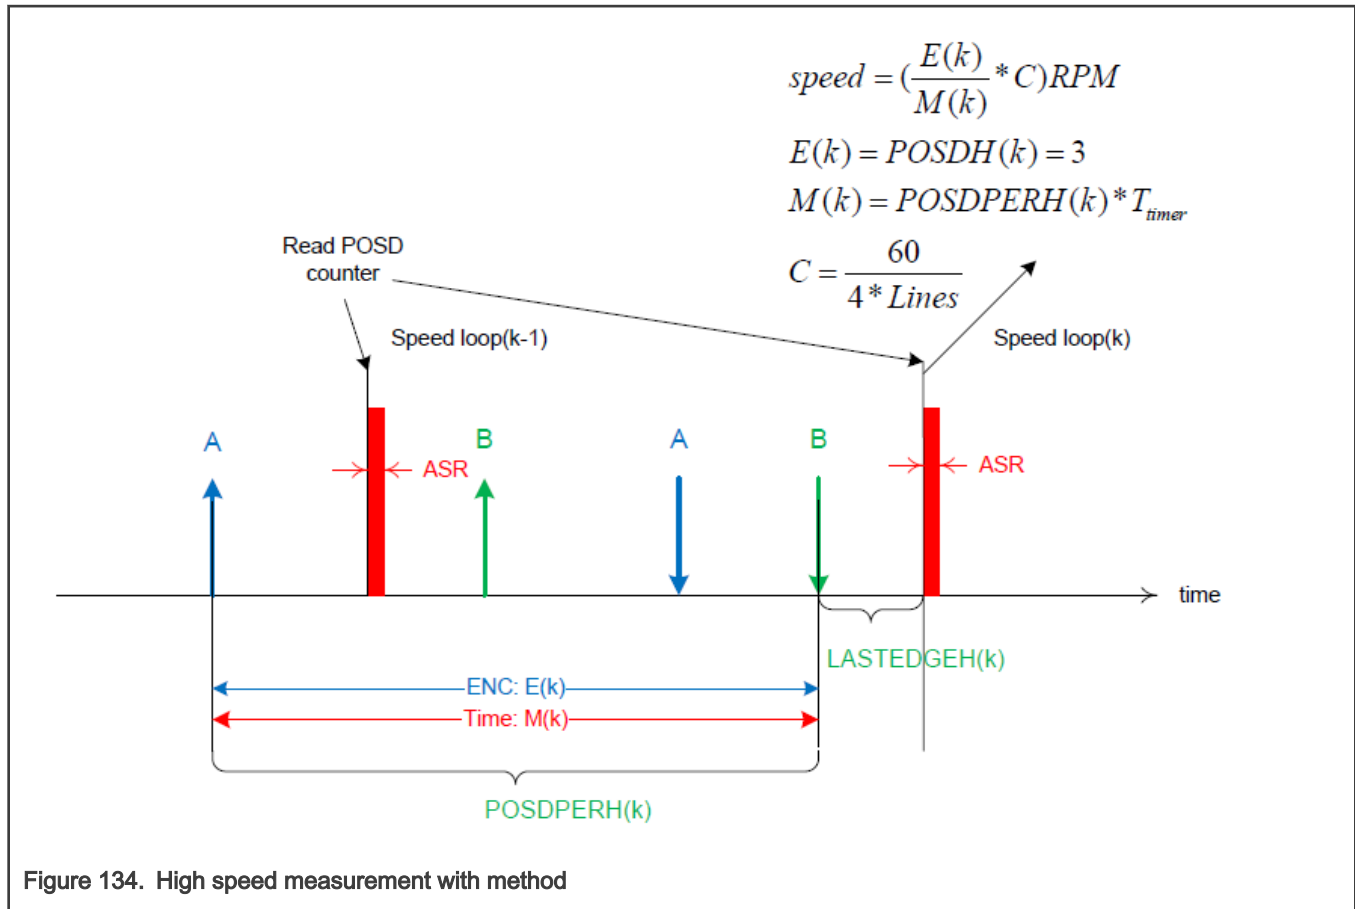 speed = (E(k)/M(k) * C)RPM
E(k) = POSDH(k) = 3
M(k) = POSDPERH(k) * T_timer
C = 60/(4 * Lines)
Read POSD
counter
Speed loop(k-1)
Speed loop(k)
A
B
A
B
ASR
ASR
time
LASTEDGEH(k)
ENC: E(k)
Time: M(k)
POSDPERH(k)
Figure 134. High speed measurement with method